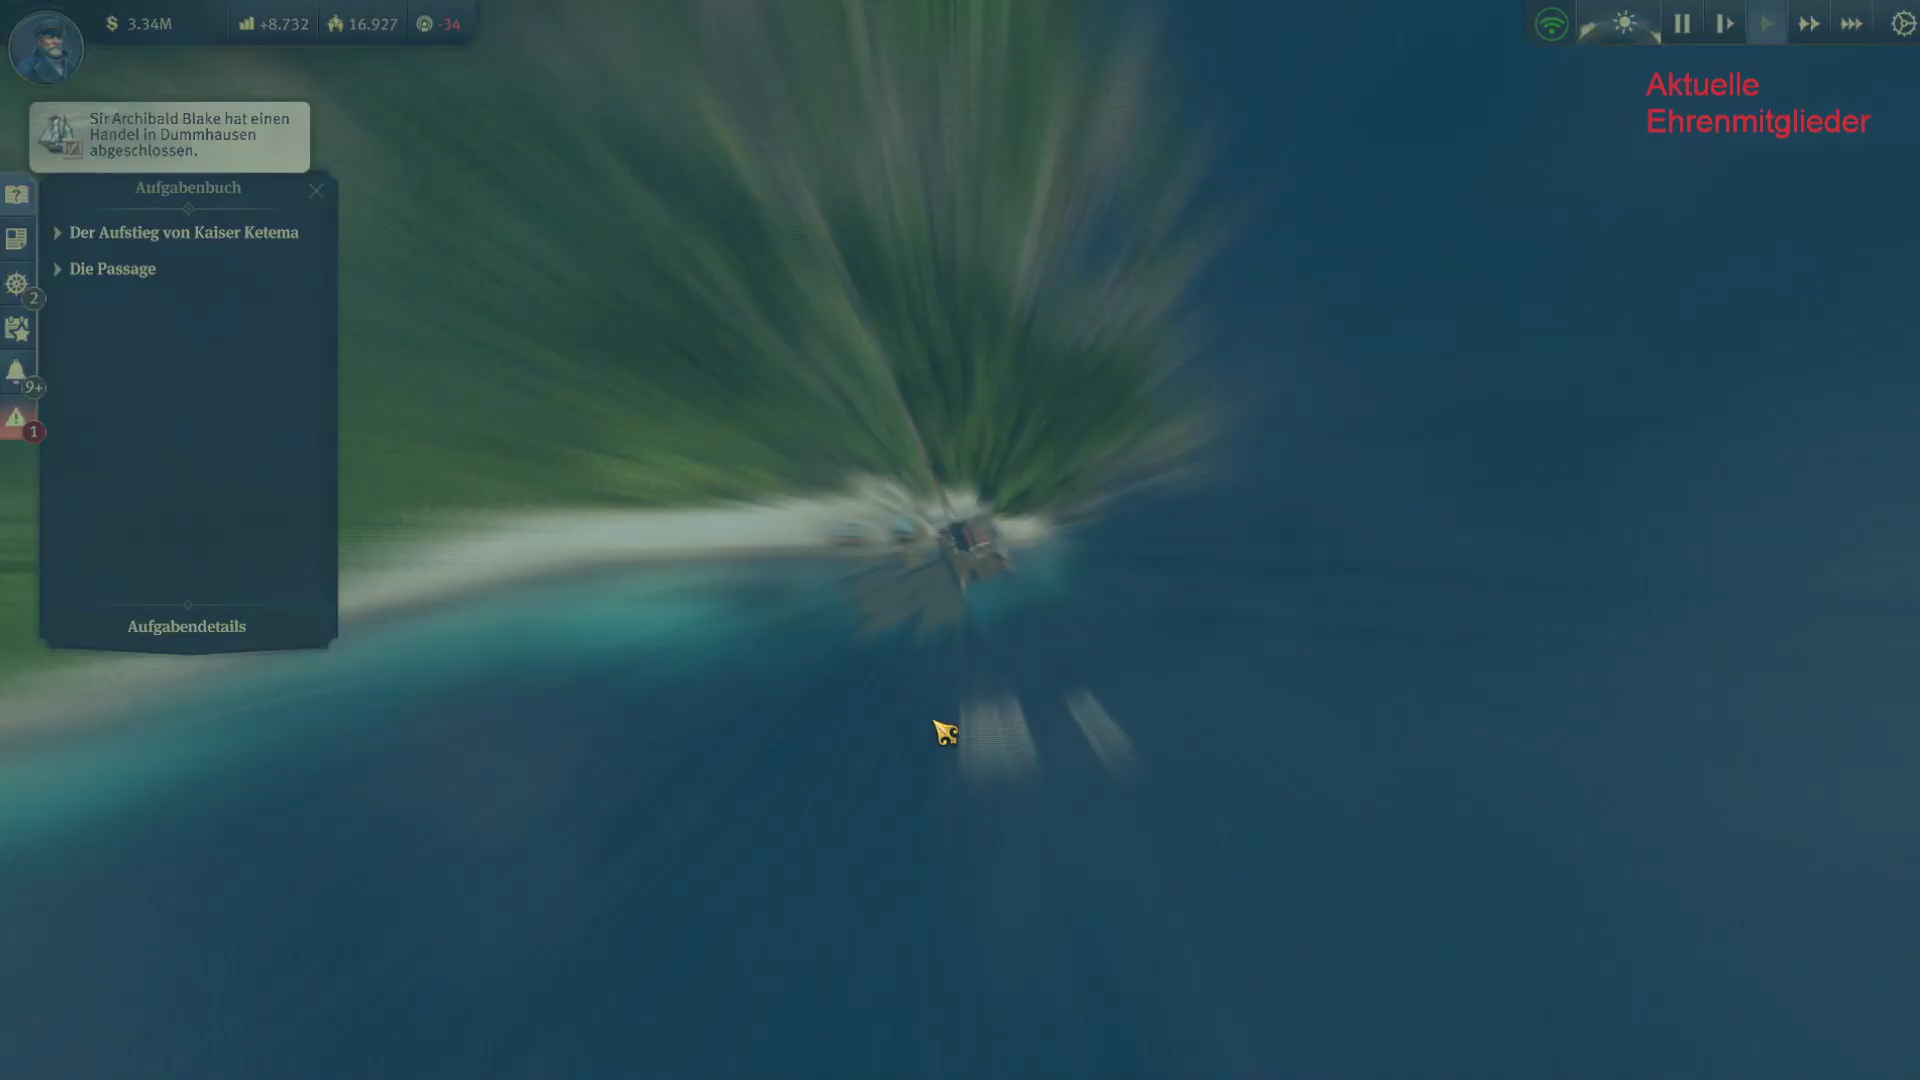 $ 3.34M +8.732 16.927 -34
Aktuelle
Ehrenmitglieder
Sir Archibald Blake hat einen
Handel in Dummhausen
abgeschlossen.
Aufgabenbuch
Der Aufstieg von Kaiser Ketema
Die Passage
2
9+
1
Aufgabendetails